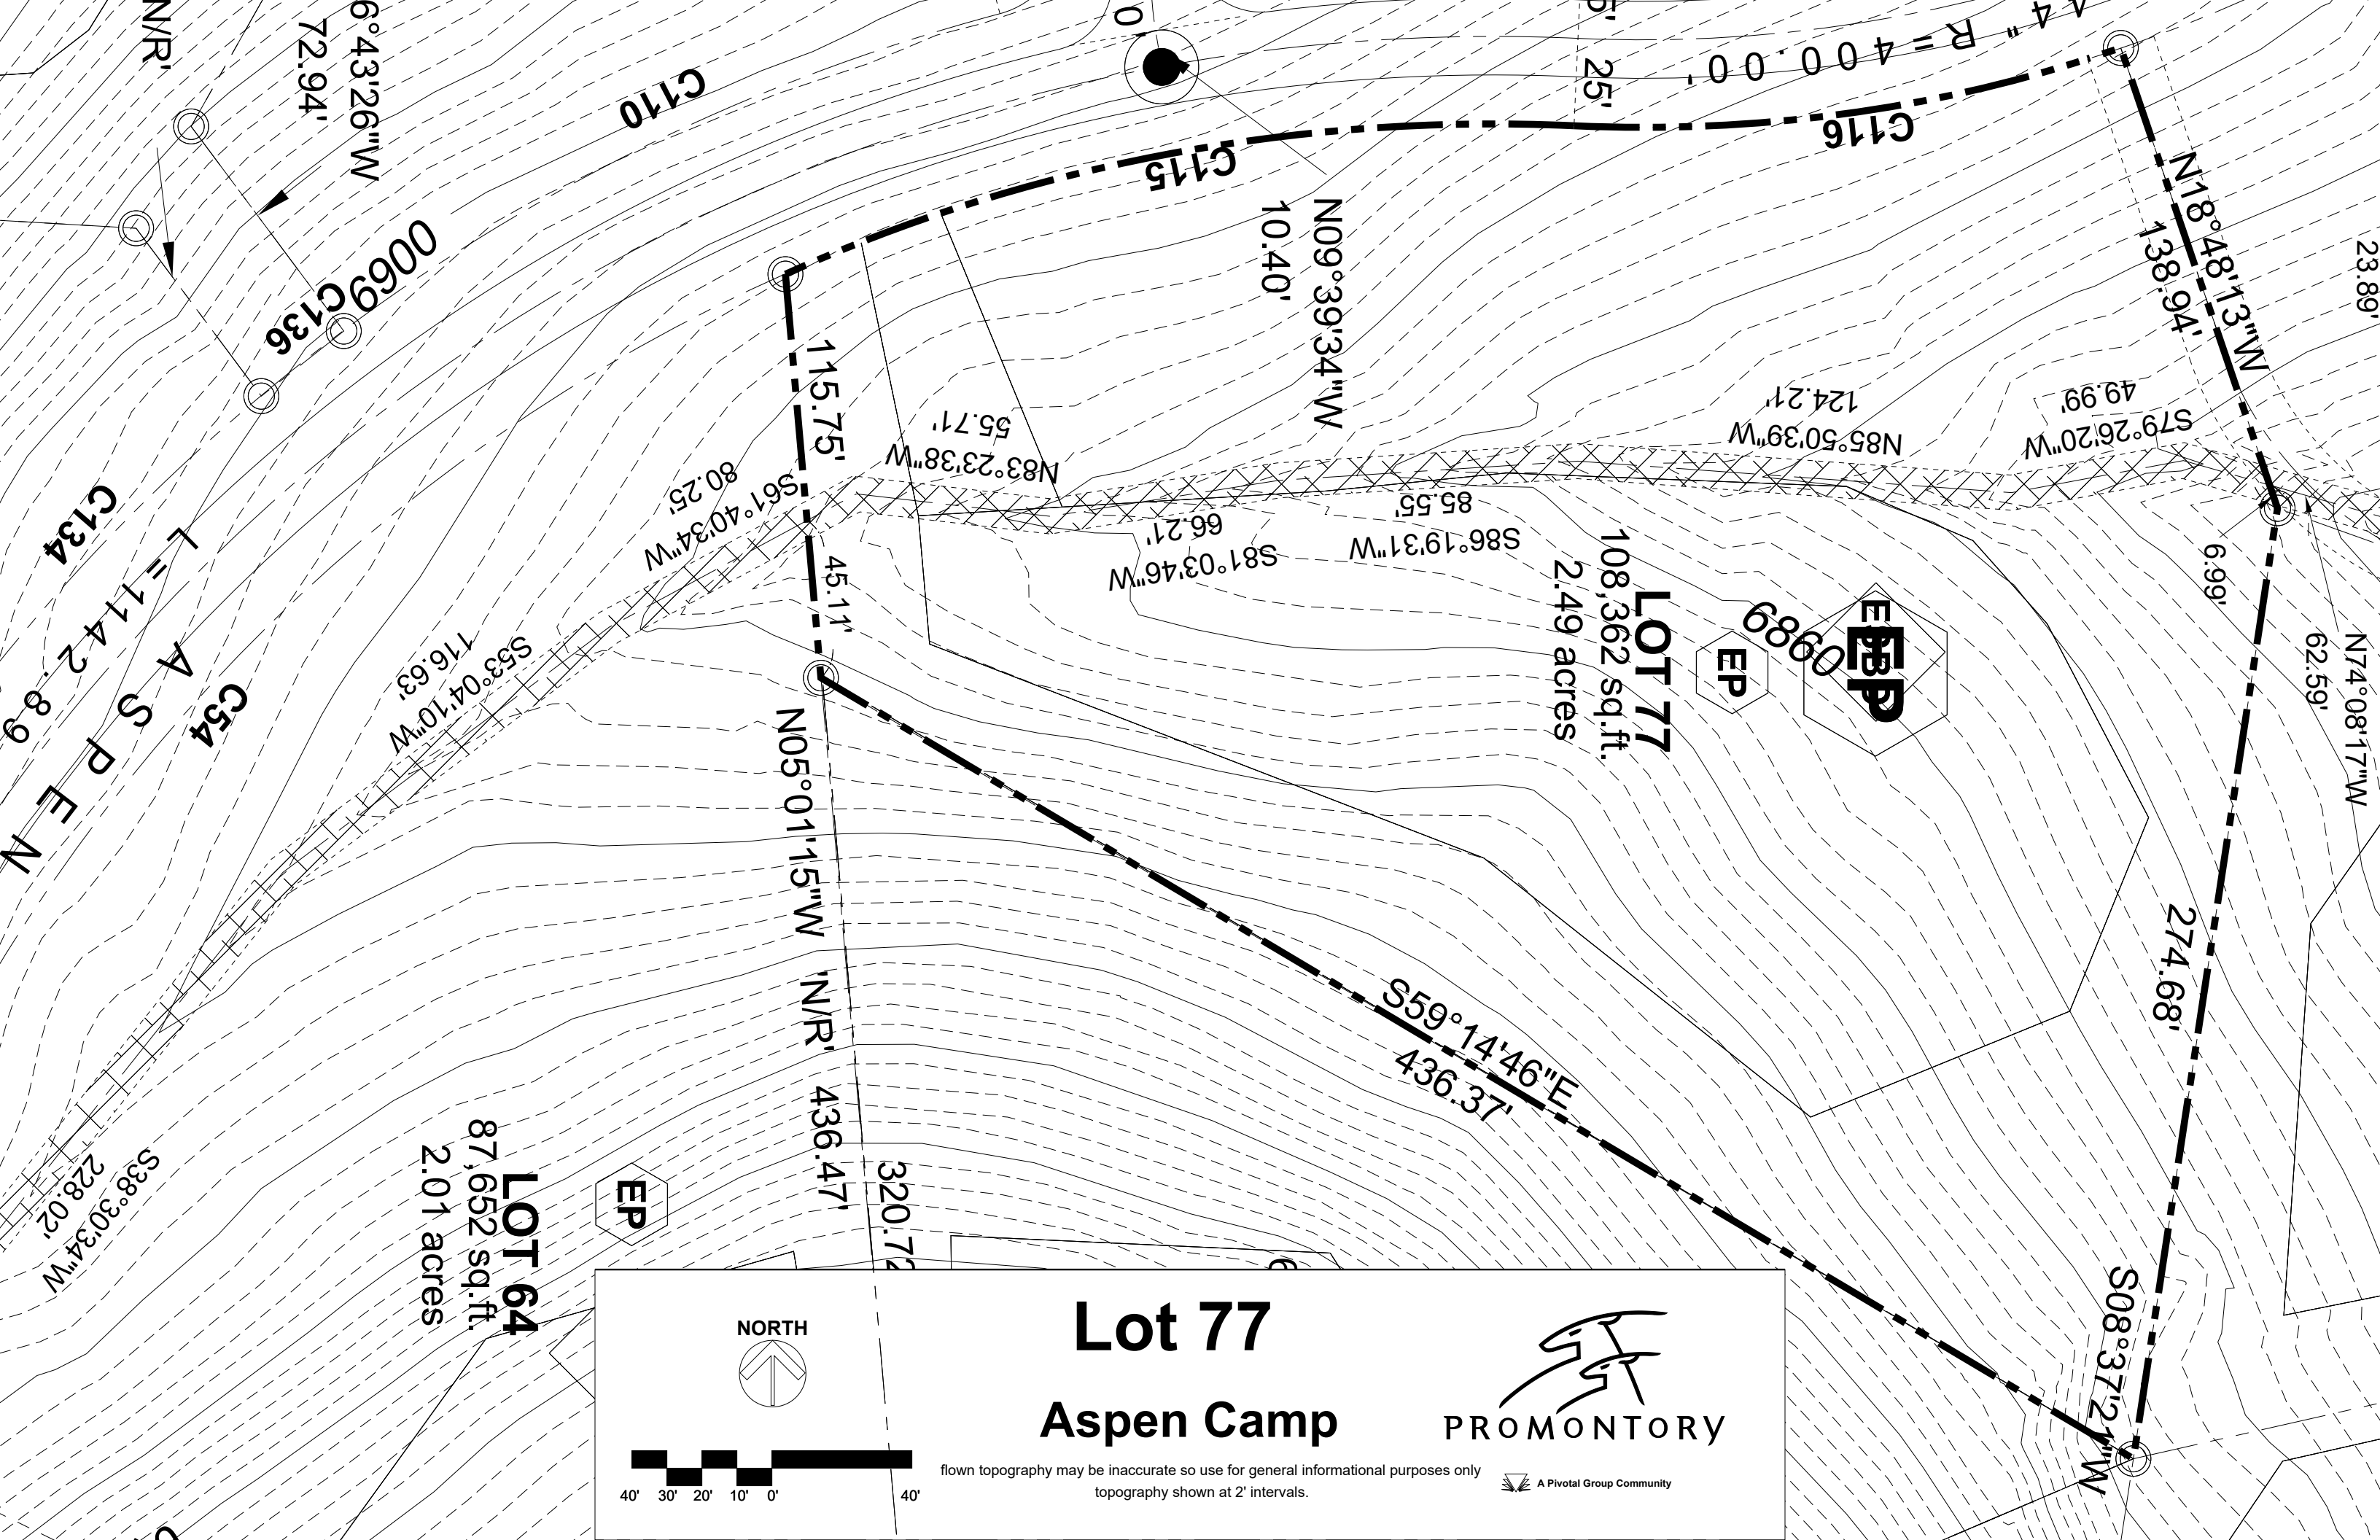 N/R'
6°43'26"W
72.94'
C110
0'
5'
25'
4" R=400.00'
C115
C116
N18°48'13"W
138.94'
23.89'
6900
C136
115.75'
N09°39'34"W
10.40'
55.71'
N83°23'38"W
80.25'
S61°40'34"W
124.21'
N85°50'39"W
49.99'
S79°26'20"W
C134
L=1142.89
ASPEN
C54
116.63'
S53°04'10"W
45.11'
66.21'
S81°03'46"W
85.55'
S86°19'31"W
LOT 77
108,362 sq.ft.
2.49 acres
EP
6860
EP
6.99'
N74°08'17"W
62.59'
N05°01'15"W
'N/R'
436.47'
320.72
274.68'
S08°37'21"W
S59°14'46"E
436.37'
S38°30'34"W
228.02'
LOT 64
87,652 sq.ft.
2.01 acres
EP
NORTH
40' 30' 20' 10' 0' 40'
Lot 77
Aspen Camp
flown topography may be inaccurate so use for general informational purposes only
topography shown at 2' intervals.
PROMONTORY
A Pivotal Group Community